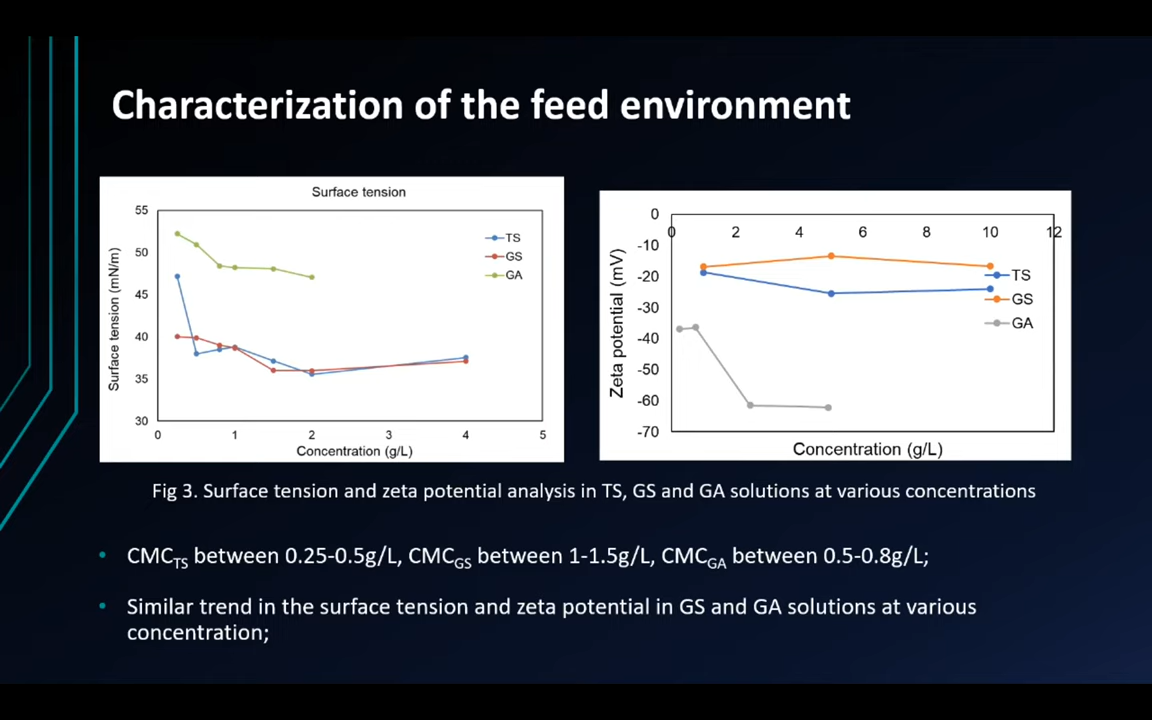 Characterization of the feed environment
Surface tension
55
50
45
40
35
30
Surface tension (mN/m)
0
1
2
3
4
5
Concentration (g/L)
TS
GS
GA
0
-10
-20
-30
-40
-50
-60
-70
Zeta potential (mV)
0
2
4
6
8
10
12
TS
GS
GA
Concentration (g/L)
Fig 3. Surface tension and zeta potential analysis in TS, GS and GA solutions at various concentrations
• CMCTS between 0.25-0.5g/L, CMCGS between 1-1.5g/L, CMCGA between 0.5-0.8g/L;
• Similar trend in the surface tension and zeta potential in GS and GA solutions at various
concentration;